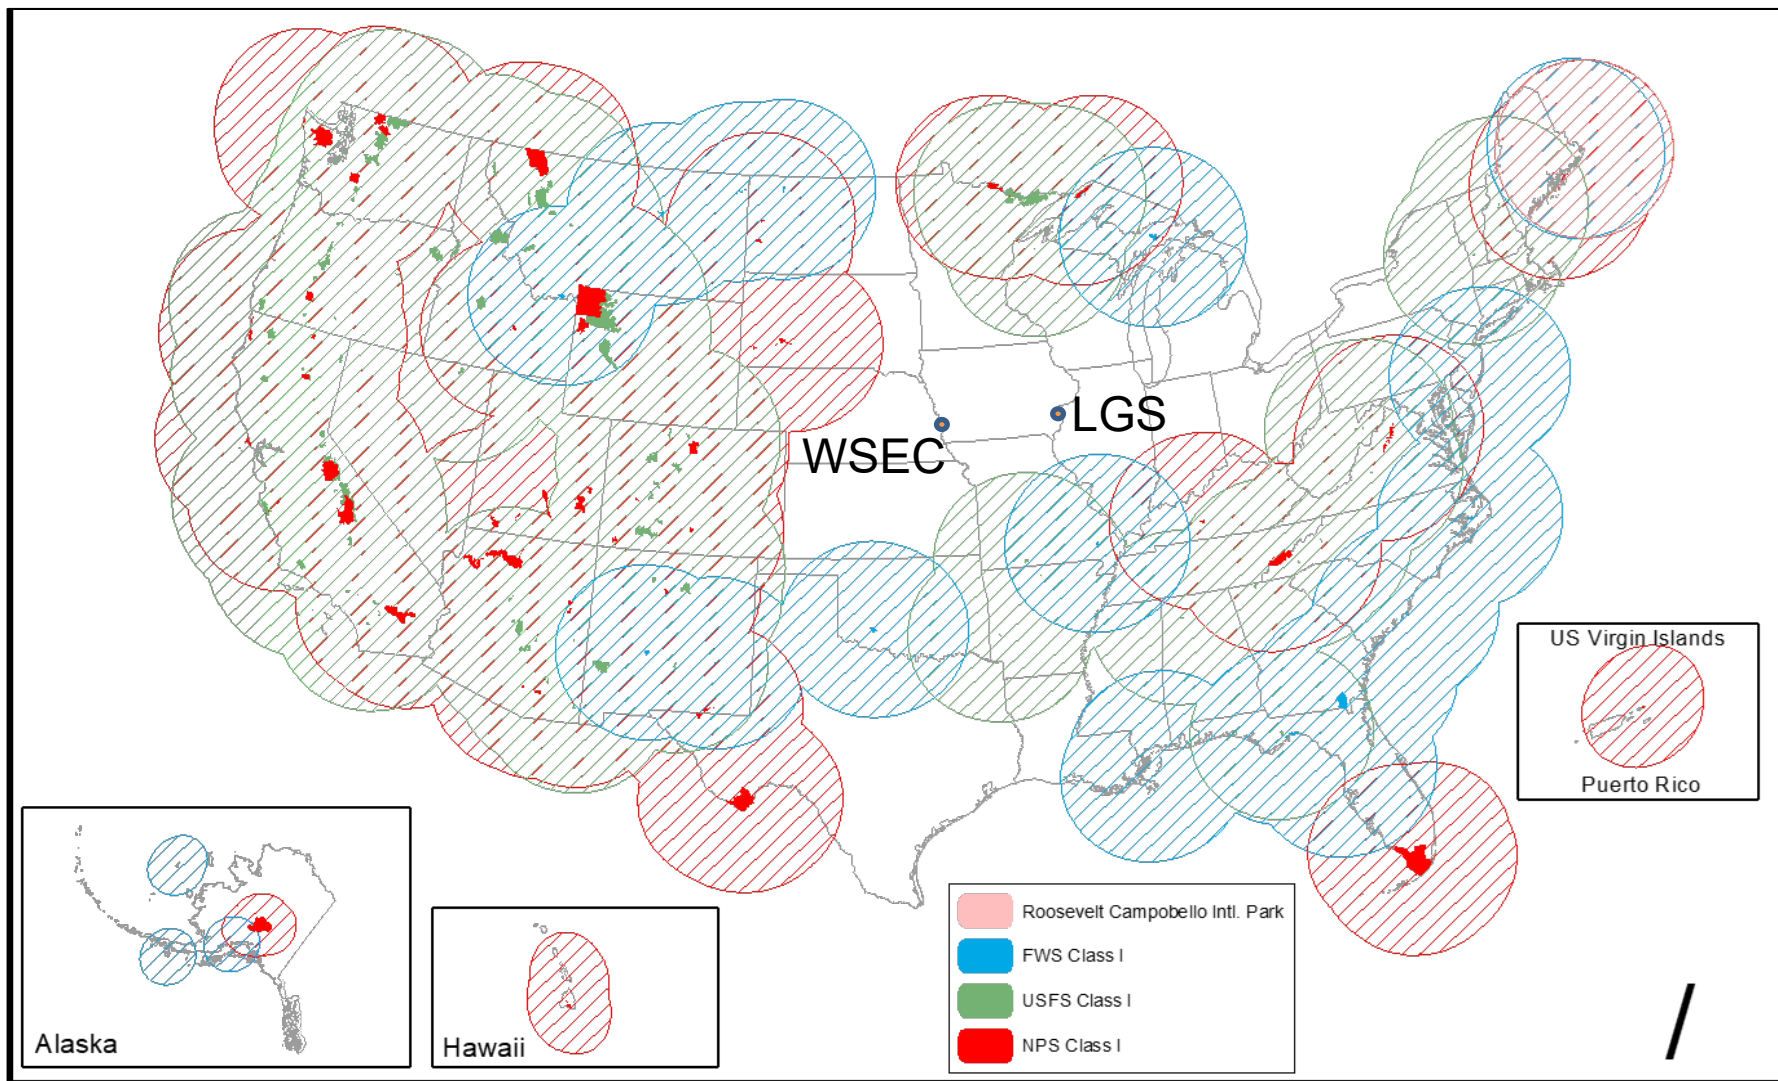 LGS
WSEC
US Virgin Islands
Puerto Rico
Roosevelt Campobello Intl. Park
FWS Class I
USFS Class I
NPS Class I
Alaska
Hawaii